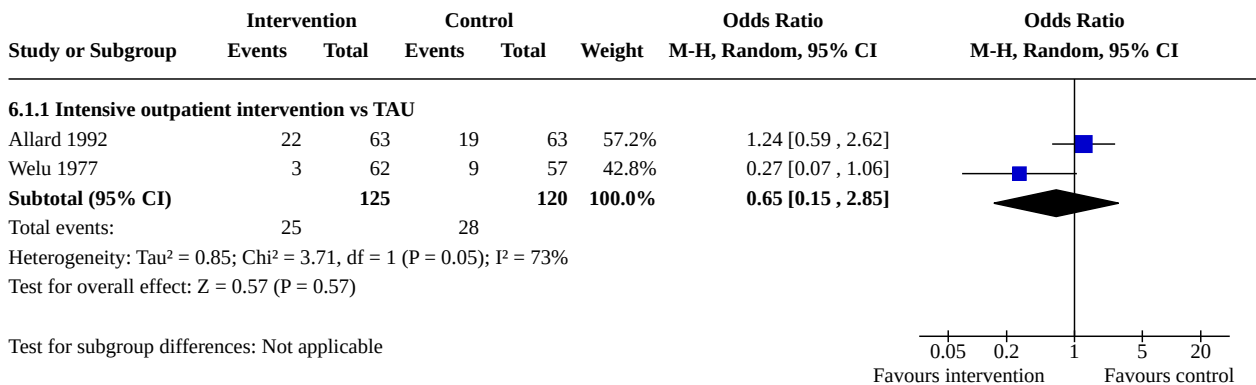 Intervention Control Odds Ratio Odds Ratio
Study or Subgroup Events Total Events Total Weight M-H, Random, 95% CI M-H, Random, 95% CI
6.1.1 Intensive outpatient intervention vs TAU
Allard 1992 22 63 19 63 57.2% 1.24 [0.59 , 2.62]
Welu 1977 3 62 9 57 42.8% 0.27 [0.07 , 1.06]
Subtotal (95% CI) 125 120 100.0% 0.65 [0.15 , 2.85]
Total events: 25 28
Heterogeneity: Tau² = 0.85; Chi² = 3.71, df = 1 (P = 0.05); I² = 73%
Test for overall effect: Z = 0.57 (P = 0.57)
Test for subgroup differences: Not applicable
0.05 0.2 1 5 20
Favours intervention Favours control